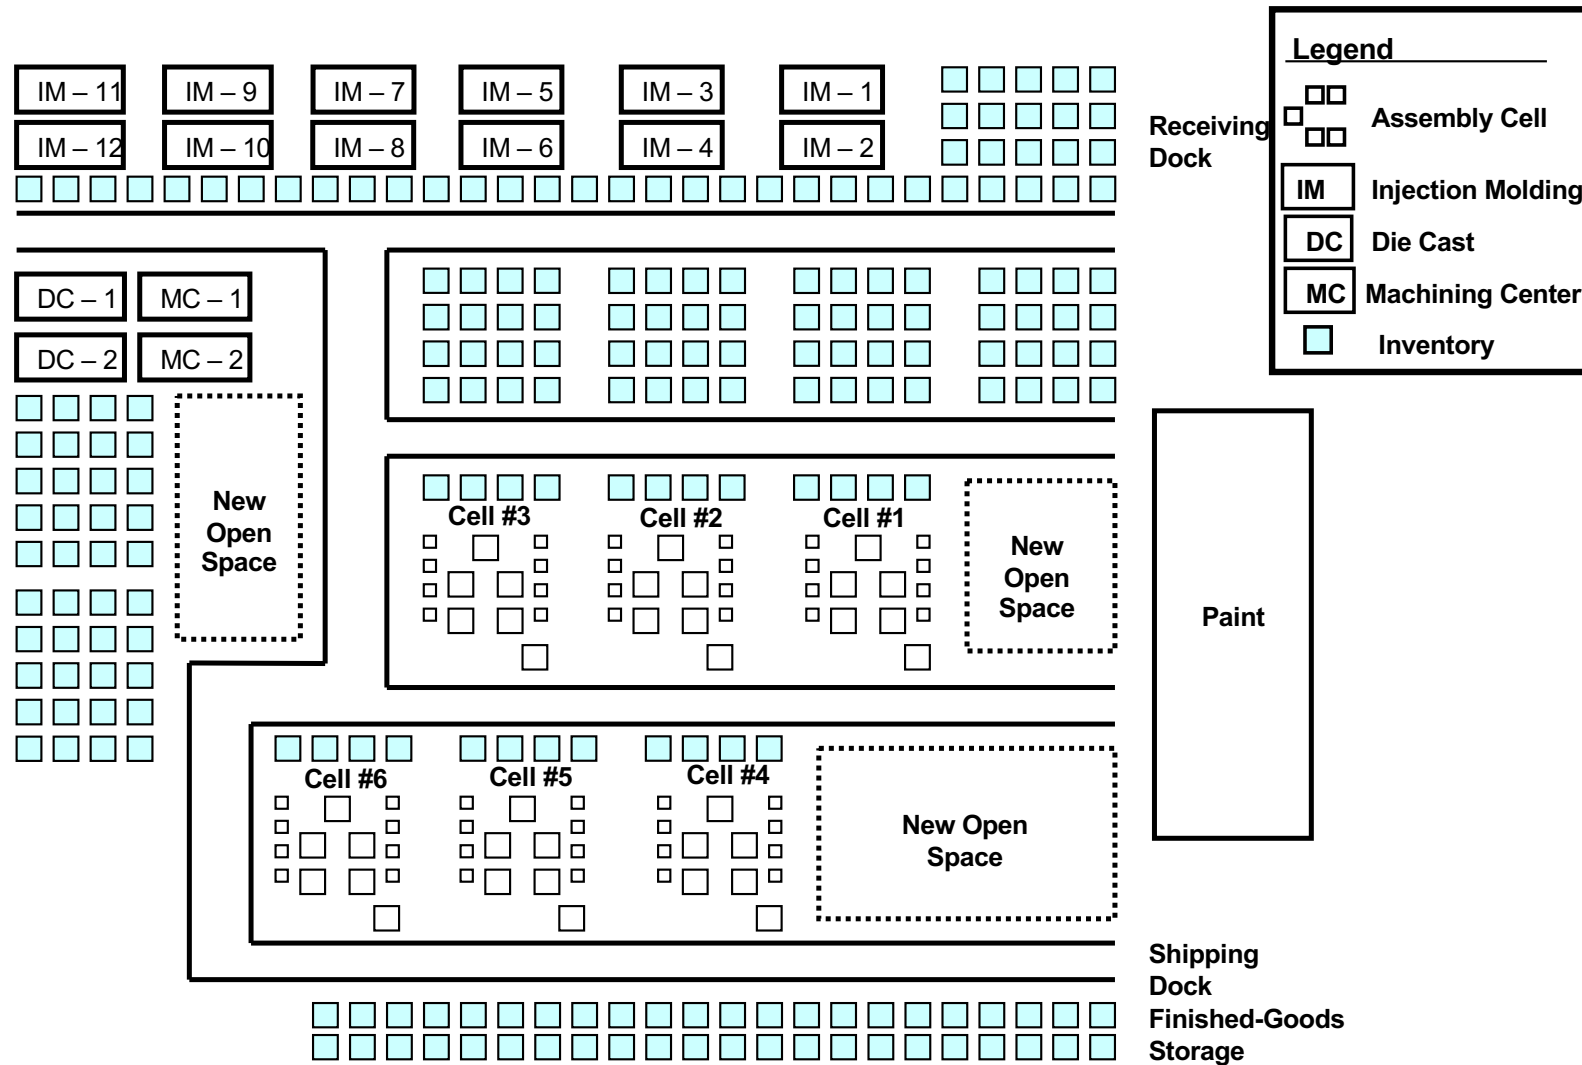 IM – 11
IM – 9
IM – 7
IM – 5
IM – 3
IM – 1
IM – 12
IM – 10
IM – 8
IM – 6
IM – 4
IM – 2
Receiving
Dock
Legend
Assembly Cell
IM Injection Molding
DC Die Cast
MC Machining Center
Inventory
DC – 1
MC – 1
DC – 2
MC – 2
New
Open
Space
Cell #3
Cell #2
Cell #1
New
Open
Space
Paint
Cell #6
Cell #5
Cell #4
New Open
Space
Shipping
Dock
Finished-Goods
Storage